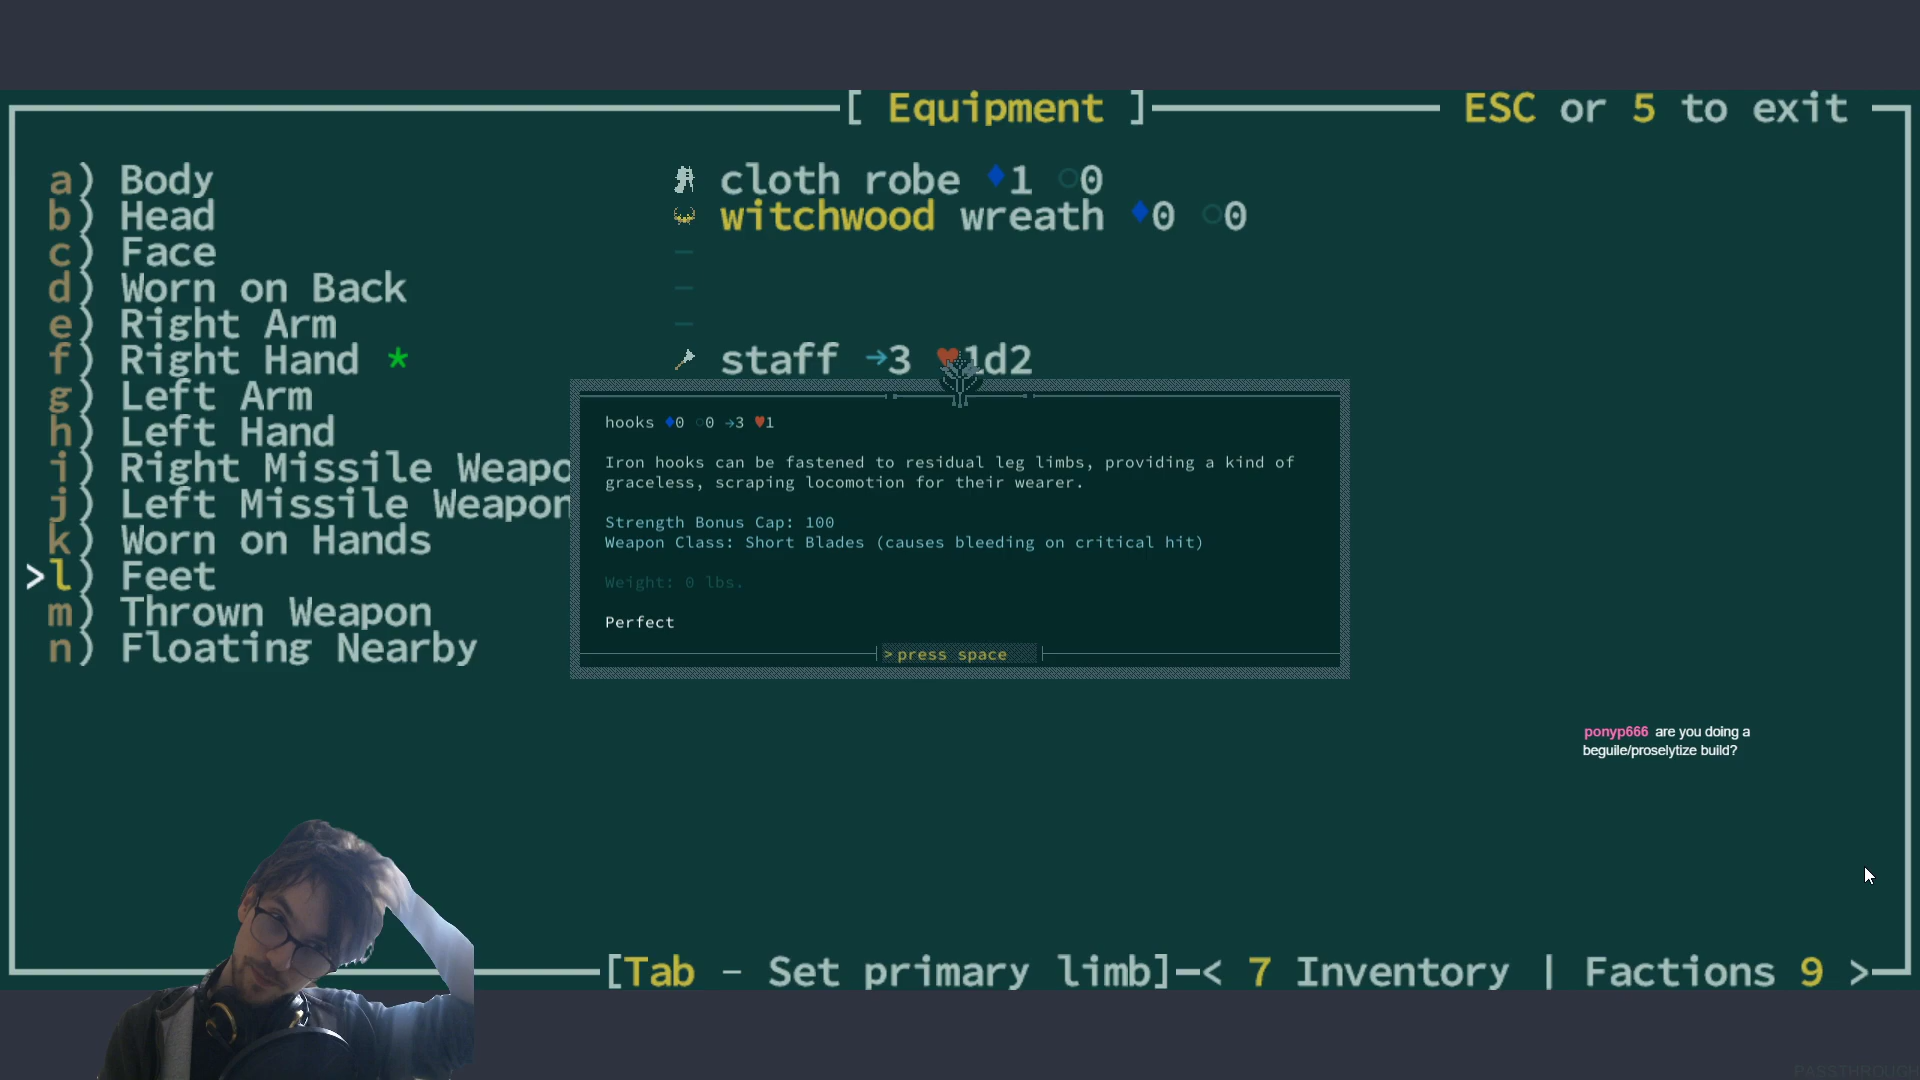 [ Equipment ]
ESC or 5 to exit
a) Body
cloth robe ♦1 ○0
b) Head
witchwood wreath ♦0 ○0
c) Face
–
d) Worn on Back
–
e) Right Arm
–
f) Right Hand *
staff →3 ♥1d2
g) Left Arm
h) Left Hand
i) Right Missile Weapo
j) Left Missile Weapon
k) Worn on Hands
>l) Feet
m) Thrown Weapon
n) Floating Nearby
hooks ♦0 ○0 →3 ♥1
Iron hooks can be fastened to residual leg limbs, providing a kind of
graceless, scraping locomotion for their wearer.
Strength Bonus Cap: 100
Weapon Class: Short Blades (causes bleeding on critical hit)
Weight: 0 lbs.
Perfect
>press space
ponyp666 are you doing a
beguile/proselytize build?
[Tab – Set primary limb]
< 7 Inventory | Factions 9 >
PASSTHROUGH